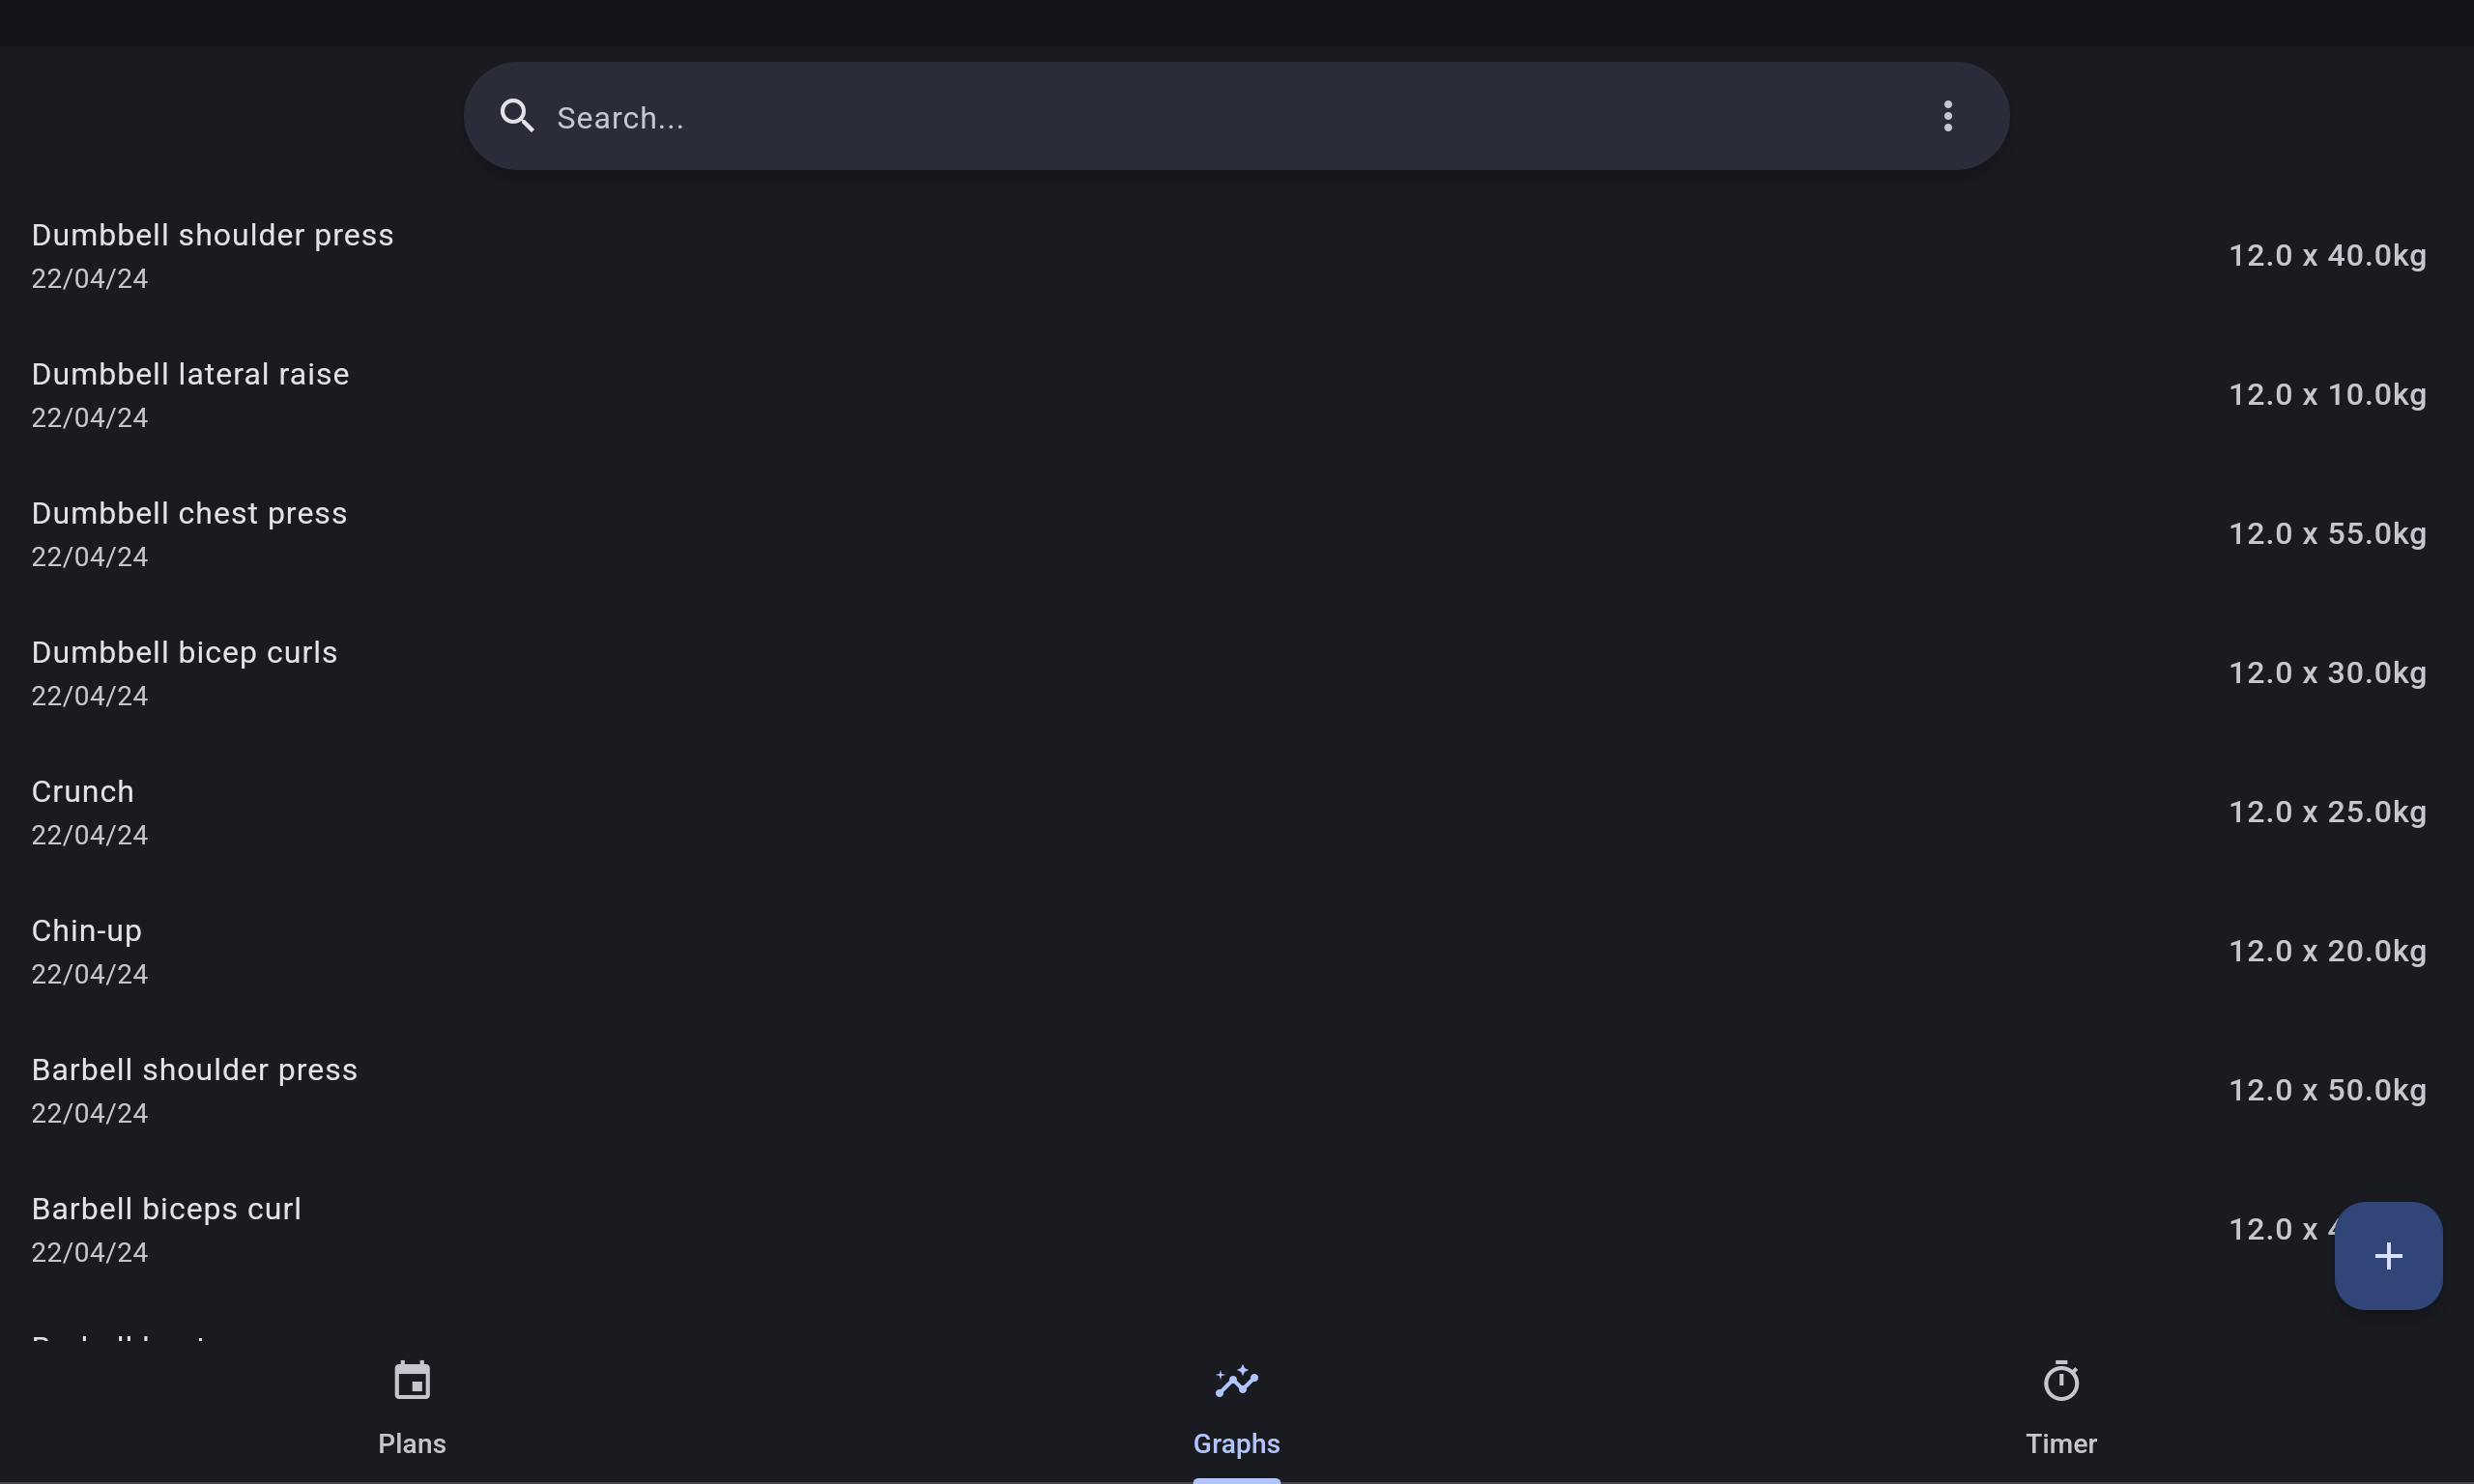 Search...
Dumbbell shoulder press
22/04/24
12.0 x 40.0kg
Dumbbell lateral raise
22/04/24
12.0 x 10.0kg
Dumbbell chest press
22/04/24
12.0 x 55.0kg
Dumbbell bicep curls
22/04/24
12.0 x 30.0kg
Crunch
22/04/24
12.0 x 25.0kg
Chin-up
22/04/24
12.0 x 20.0kg
Barbell shoulder press
22/04/24
12.0 x 50.0kg
Barbell biceps curl
22/04/24
12.0 x
Plans
Graphs
Timer